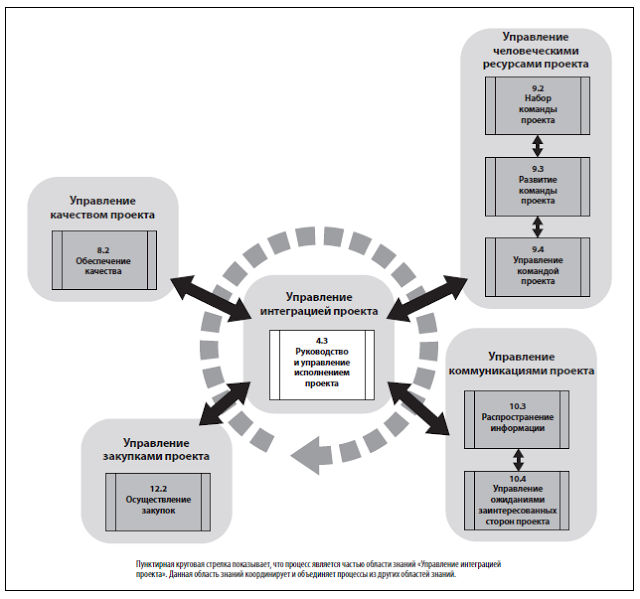 Управление
человеческими
ресурсами проекта
9.2
Набор
команды
проекта
9.3
Развитие
команды
проекта
9.4
Управление
командой
проекта
Управление
качеством проекта
8.2
Обеспечение
качества
Управление
интеграцией проекта
4.3
Руководство
и управление
исполнением
проекта
Управление
коммуникациями проекта
10.3
Распространение
информации
10.4
Управление
ожиданиями
заинтересованных
сторон проекта
Управление
закупками проекта
12.2
Осуществление
закупок
Пунктирная круговая стрелка показывает, что процесс является частью области знаний «Управление интеграцией
проекта». Данная область знаний координирует и объединяет процессы из других областей знаний.